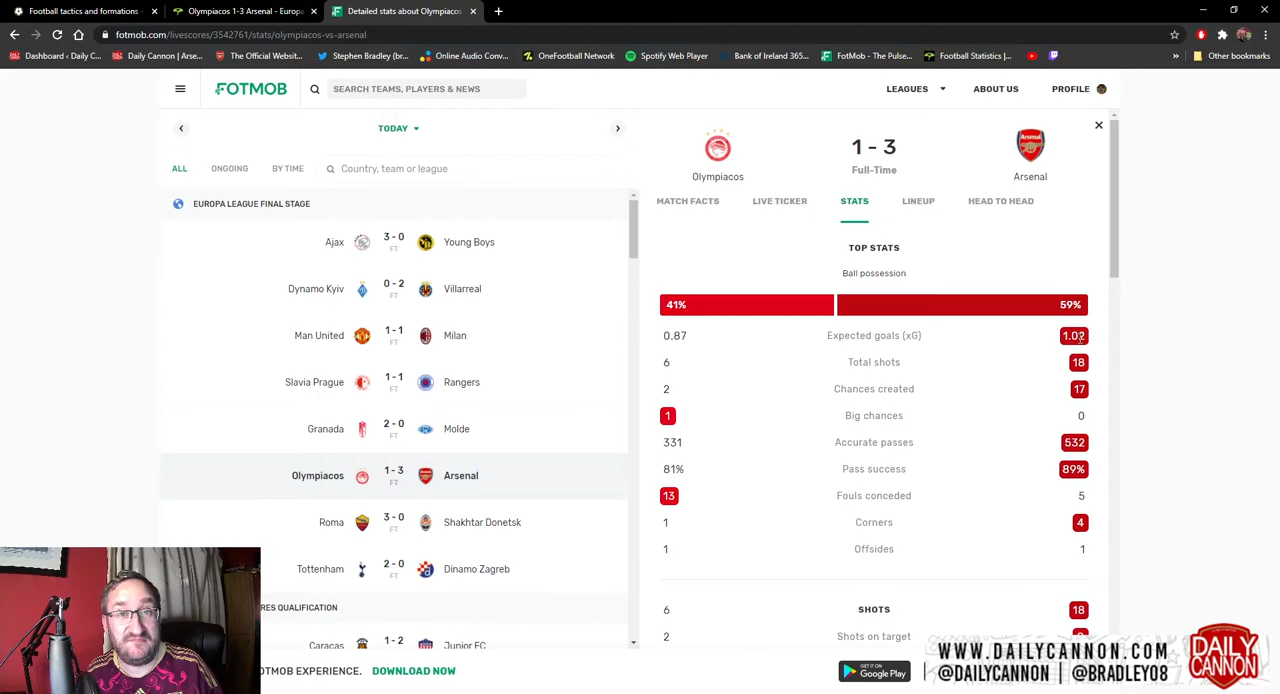 Football tactics and formations -
Olympiacos 1-3 Arsenal - Europa
Detailed stats about Olympiacos
fotmob.com/livescores/3542761/stats/olympiacos-vs-arsenal
Dashboard ‹ Daily C...
Daily Cannon | Arse...
The Official Websit...
Stephen Bradley (br...
Online Audio Conv...
OneFootball Network
Spotify Web Player
Bank of Ireland 365...
FotMob - The Pulse...
Football Statistics |...
»
Other bookmarks
FOTMOB
SEARCH TEAMS, PLAYERS & NEWS
LEAGUES
ABOUT US
PROFILE
TODAY
ALL
ONGOING
BY TIME
Country, team or league
EUROPA LEAGUE FINAL STAGE
Ajax 3 - 0 Young Boys
FT
Dynamo Kyiv 0 - 2 Villarreal
FT
Man United 1 - 1 Milan
FT
Slavia Prague 1 - 1 Rangers
FT
Granada 2 - 0 Molde
FT
Olympiacos 1 - 3 Arsenal
FT
Roma 3 - 0 Shakhtar Donetsk
FT
Tottenham 2 - 0 Dinamo Zagreb
FT
RES QUALIFICATION
Caracas 1 - 2 Junior FC
FOTMOB EXPERIENCE. DOWNLOAD NOW
1 - 3
Full-Time
Olympiacos
Arsenal
MATCH FACTS
LIVE TICKER
STATS
LINEUP
HEAD TO HEAD
TOP STATS
Ball possession
41% 59%
0.87 Expected goals (xG) 1.02
6 Total shots 18
2 Chances created 17
1 Big chances 0
331 Accurate passes 532
81% Pass success 89%
13 Fouls conceded 5
1 Corners 4
1 Offsides 1
6 SHOTS 18
2 Shots on target
GET IT ON
Google Play
WWW.DAILYCANNON.COM
@DAILYCANNON | @BRADLEY08
DAILY
CANNON